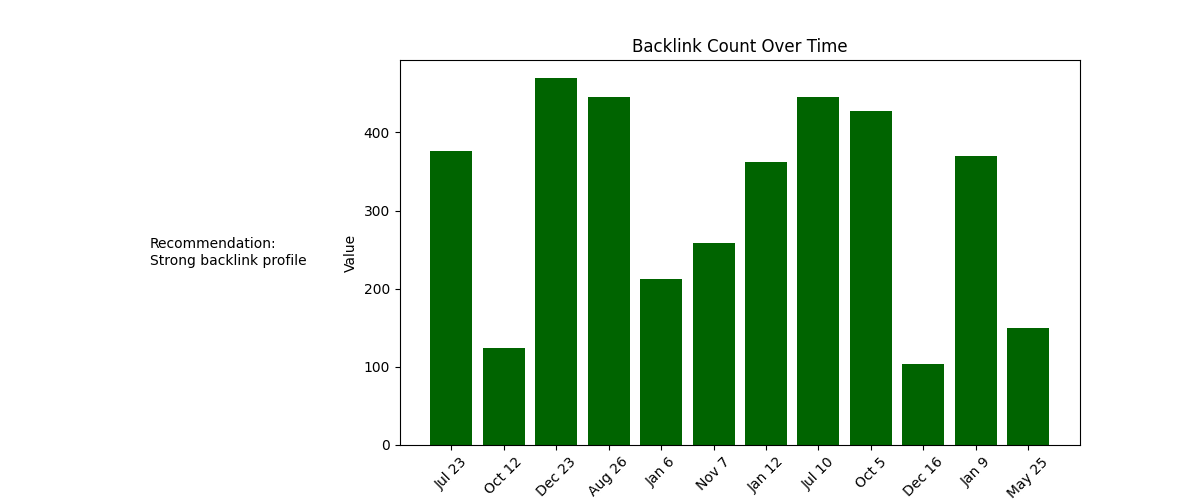 Backlink Count Over Time
Recommendation:
Strong backlink profile
Value
400
300
200
100
0
Jul 23
Oct 12
Dec 23
Aug 26
Jan 6
Nov 7
Jan 12
Jul 10
Oct 5
Dec 16
Jan 9
May 25